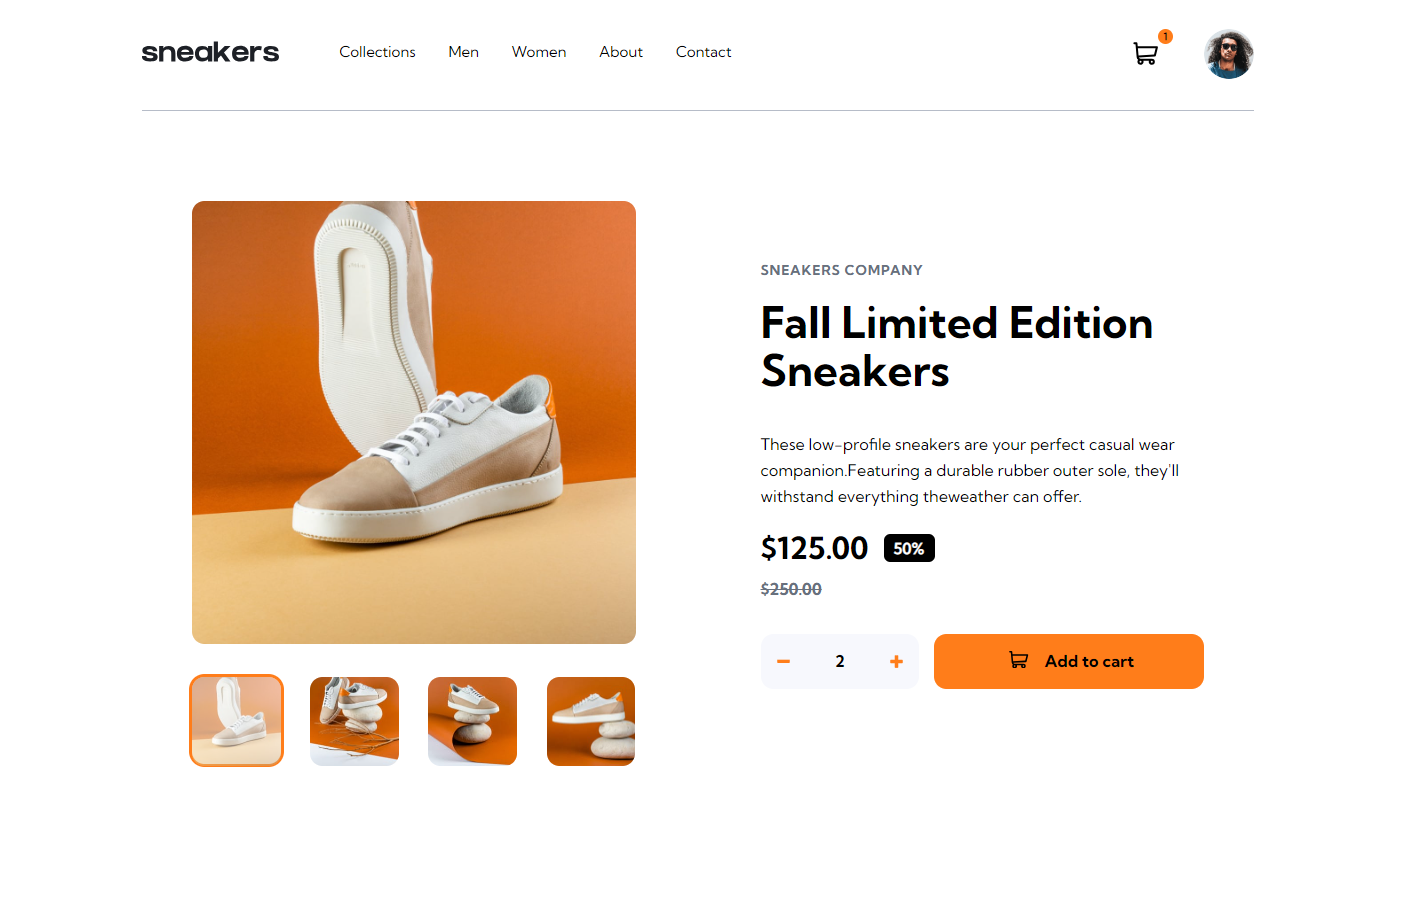 sneakers
Collections Men Women About Contact
1
SNEAKERS COMPANY
Fall Limited Edition
Sneakers
These low-profile sneakers are your perfect casual wear
companion.Featuring a durable rubber outer sole, they'll
withstand everything theweather can offer.
$125.00 50%
$250.00
2
Add to cart